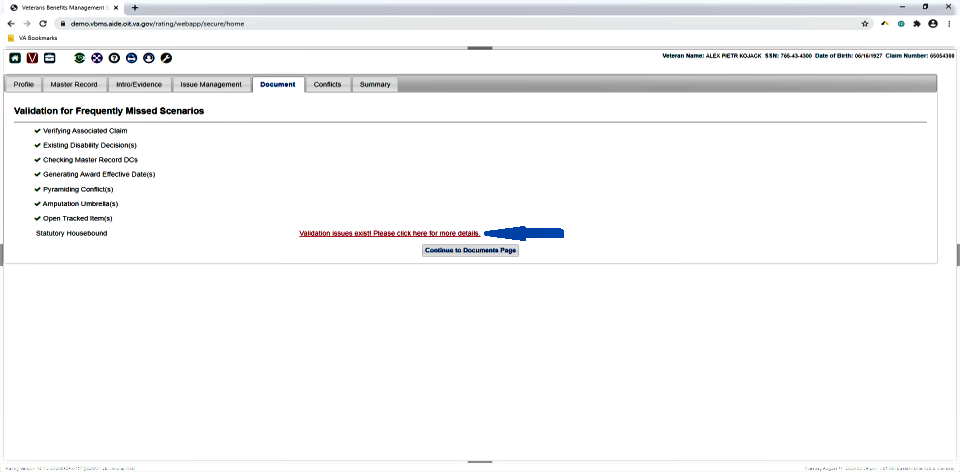 Veterans Benefits Management S
demo.vbms.aide.oit.va.gov/rating/webapp/secure/home
VA Bookmarks
Veteran Name: ALEX PIETR KOJACK SSN: 765-43-4300 Date of Birth: 06/16/1927 Claim Number: 65054300
Profile Master Record Intro/Evidence Issue Management Document Conflicts Summary
Validation for Frequently Missed Scenarios
Verifying Associated Claim
Existing Disability Decision(s)
Checking Master Record DCs
Generating Award Effective Date(s)
Pyramiding Conflict(s)
Amputation Umbrella(s)
Open Tracked Item(s)
Statutory Housebound Validation issues exist! Please click here for more details.
Continue to Documents Page